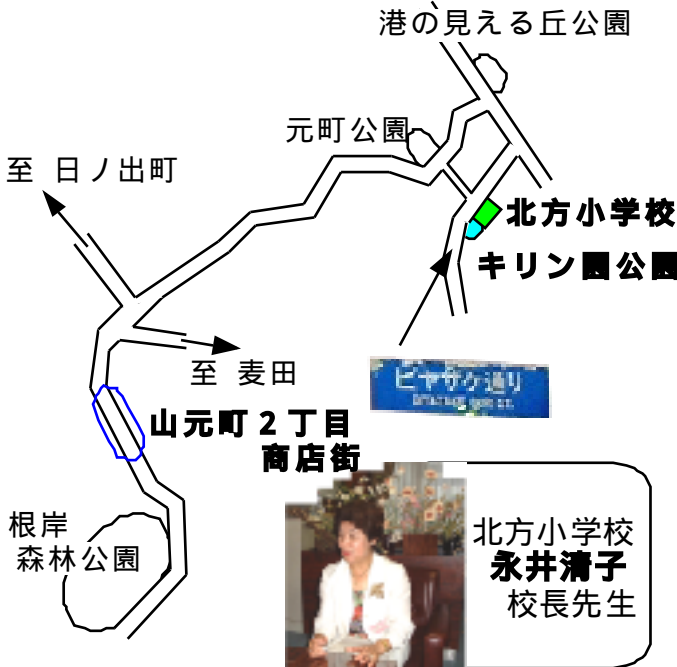 港の見える丘公園
元町公園
至 日ノ出町
北方小学校
キリン園公園
至 麦田
ビヤザケ通り
山元町２丁目
商店街
根岸
森林公園
北方小学校
永井清子
校長先生